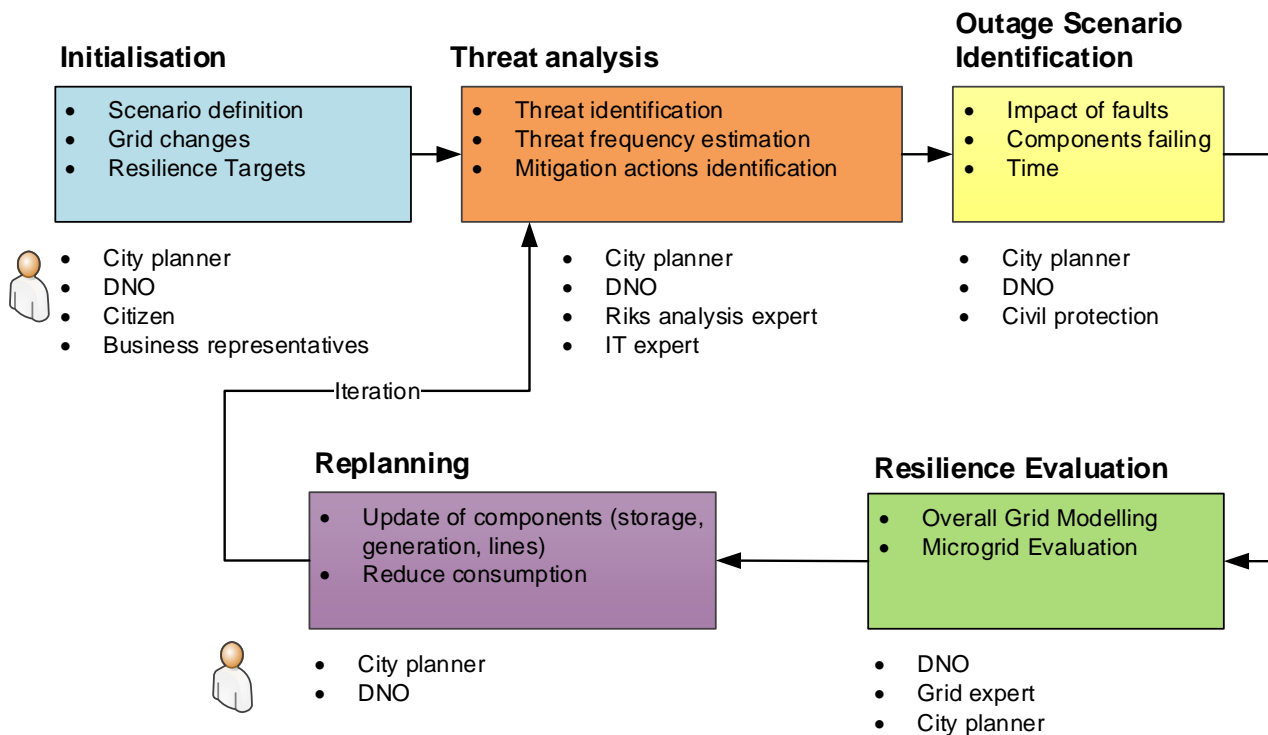 Initialisation
• Scenario definition
• Grid changes
• Resilience Targets
• City planner
• DNO
• Citizen
• Business representatives
Threat analysis
• Threat identification
• Threat frequency estimation
• Mitigation actions identification
• City planner
• DNO
• Riks analysis expert
• IT expert
Outage Scenario
Identification
• Impact of faults
• Components failing
• Time
• City planner
• DNO
• Civil protection
Iteration
Replanning
• Update of components (storage,
generation, lines)
• Reduce consumption
• City planner
• DNO
Resilience Evaluation
• Overall Grid Modelling
• Microgrid Evaluation
• DNO
• Grid expert
• City planner